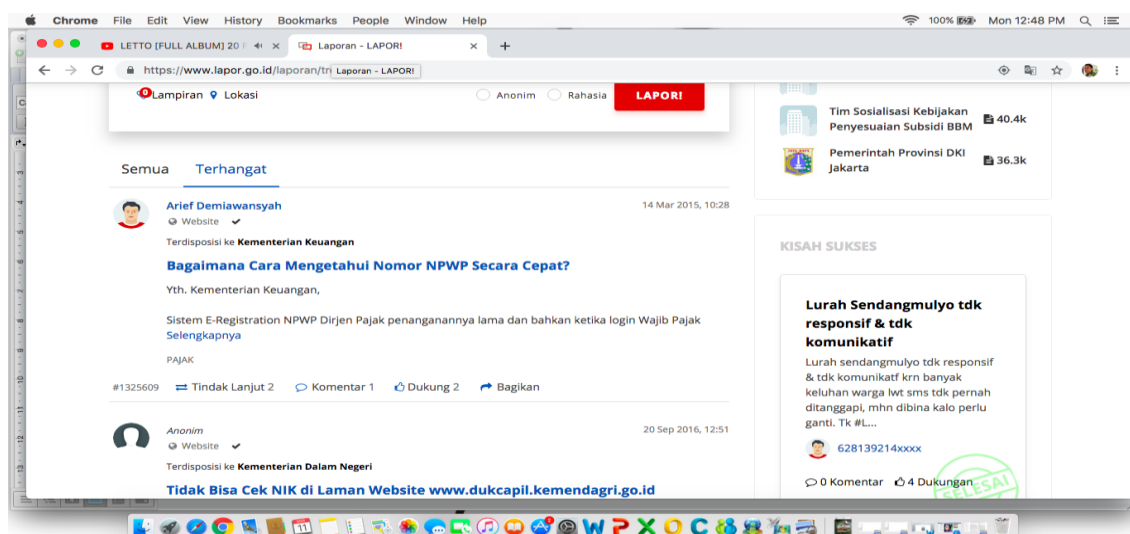 Chrome File Edit View History Bookmarks People Window Help
100% Mon 12:48 PM
LETTO [FULL ALBUM] 20
Laporan - LAPOR!
https://www.lapor.go.id/laporan/tr
Laporan - LAPOR!
0
Lampiran Lokasi
Anonim Rahasia LAPOR!
Semua Terhangat
Arief Demiawansyah
14 Mar 2015, 10:28
Website
Terdisposisi ke Kementerian Keuangan
Bagaimana Cara Mengetahui Nomor NPWP Secara Cepat?
Yth. Kementerian Keuangan,
Sistem E-Registration NPWP Dirjen Pajak penanganannya lama dan bahkan ketika login Wajib Pajak
Selengkapnya
PAJAK
#1325609 Tindak Lanjut 2 Komentar 1 Dukung 2 Bagikan
Anonim
20 Sep 2016, 12:51
Website
Terdisposisi ke Kementerian Dalam Negeri
Tidak Bisa Cek NIK di Laman Website www.dukcapil.kemendagri.go.id
Tim Sosialisasi Kebijakan
Penyesuaian Subsidi BBM
40.4k
Pemerintah Provinsi DKI
Jakarta
36.3k
KISAH SUKSES
Lurah Sendangmulyo tdk
responsif & tdk
komunikatif
Lurah sendangmulyo tdk responsif
& tdk komunikatf krn banyak
keluhan warga lwt sms tdk pernah
ditanggapi, mhn dibina kalo perlu
ganti. Tk #L...
628139214xxxx
0 Komentar 4 Dukungan
SELESAI